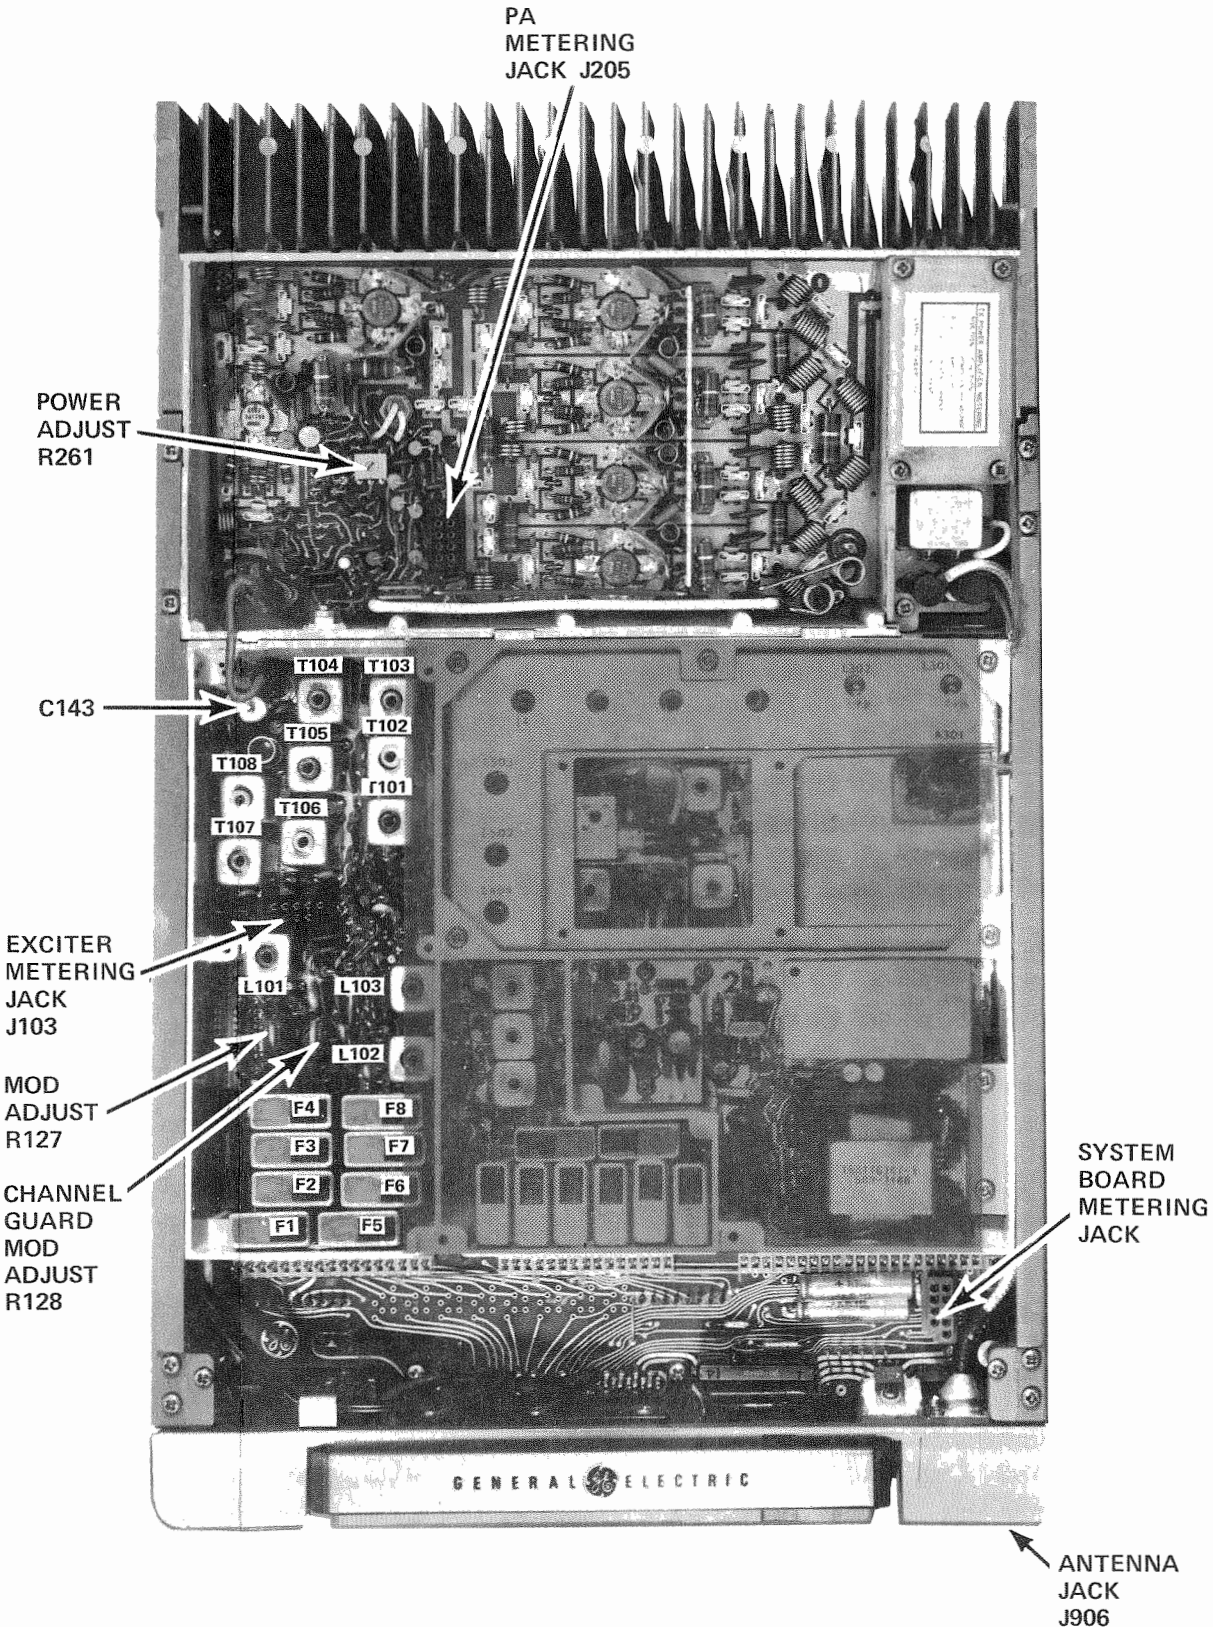 PA
METERING
JACK J205
POWER
ADJUST
R261
C143
T104
T103
T105
T102
T108
T101
T106
T107
EXCITER
METERING
JACK
J103
L101
L103
L102
MOD
ADJUST
R127
CHANNEL
GUARD
MOD
ADJUST
R128
F4
F8
F3
F7
F2
F6
F1
F5
SYSTEM
BOARD
METERING
JACK
GENERAL GE ELECTRIC
ANTENNA
JACK
J906